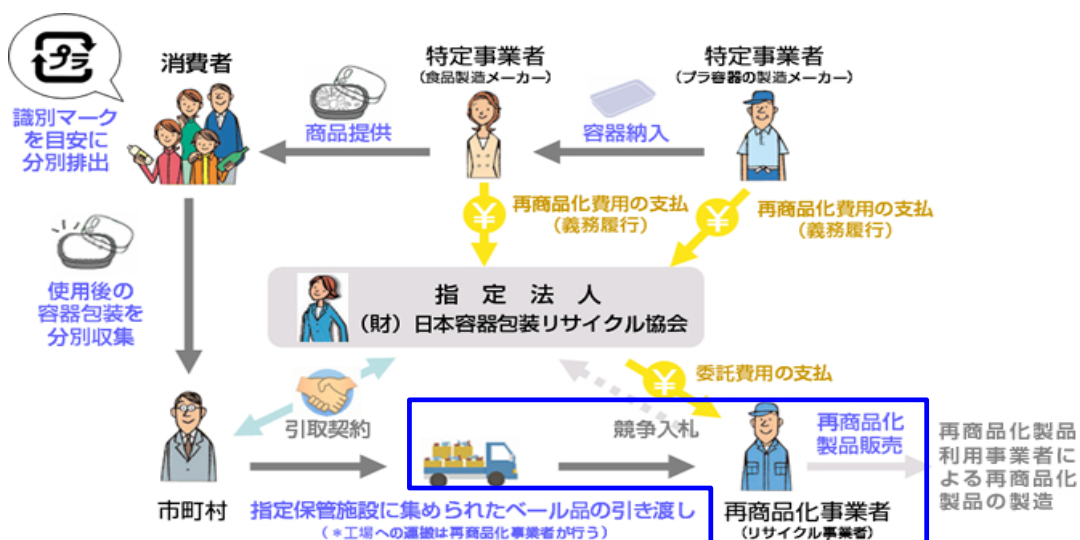 プラ
消費者
識別マーク
を目安に
分別排出
商品提供
特定事業者
(食品製造メーカー)
容器納入
特定事業者
(プラ容器の製造メーカー)
¥
再商品化費用の支払
(義務履行)
¥
再商品化費用の支払
(義務履行)
使用後の
容器包装を
分別収集
指定法人
(財)日本容器包装リサイクル協会
引取契約
¥
委託費用の支払
競争入札
再商品化
製品販売
再商品化製品
利用事業者に
よる再商品化
製品の製造
市町村
指定保管施設に集められたベール品の引き渡し
(*工場への運搬は再商品化事業者が行う)
再商品化事業者
(リサイクル事業者)